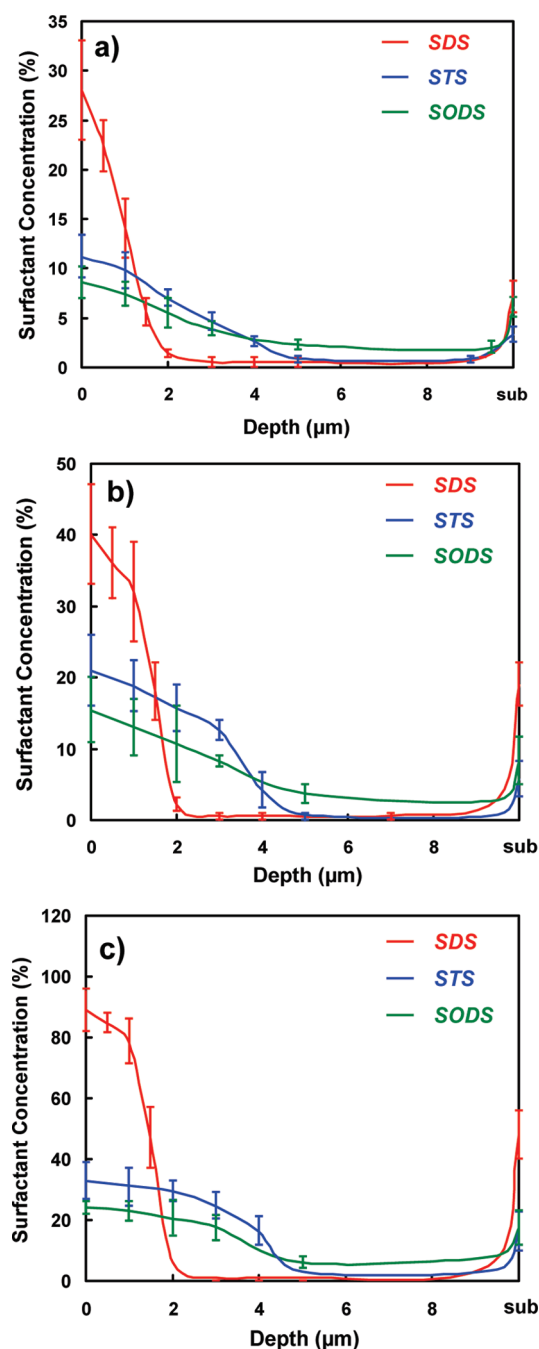 a)
SDS
STS
SODS
Surfactant Concentration (%)
35
30
25
20
15
10
5
0
0 2 4 6 8 sub
Depth (μm)
b)
SDS
STS
SODS
Surfactant Concentration (%)
50
40
30
20
10
0
0 2 4 6 8 sub
Depth (μm)
c)
SDS
STS
SODS
Surfactant Concentration (%)
120
100
80
60
40
20
0
0 2 4 6 8 sub
Depth (μm)